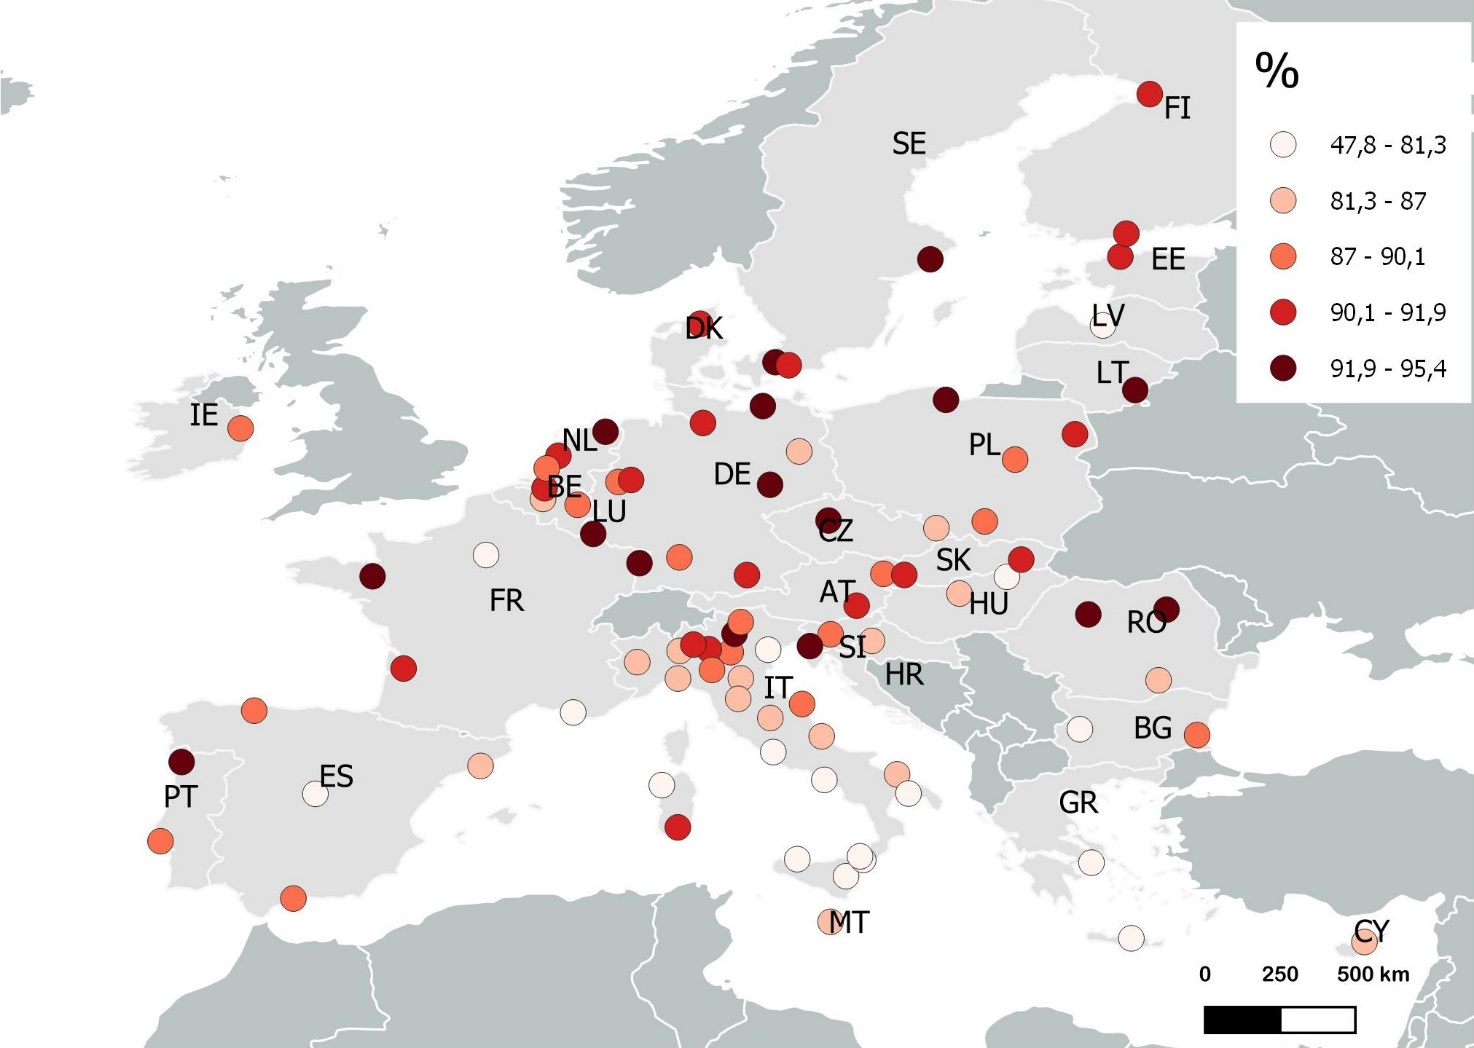 %
47,8 - 81,3
81,3 - 87
87 - 90,1
90,1 - 91,9
91,9 - 95,4
FI
SE
EE
LV
DK
LT
IE
NL
PL
DE
BE
LU
CZ
SK
AT
HU
FR
RO
SI
HR
IT
BG
ES
PT
GR
MT
CY
0 250 500 km